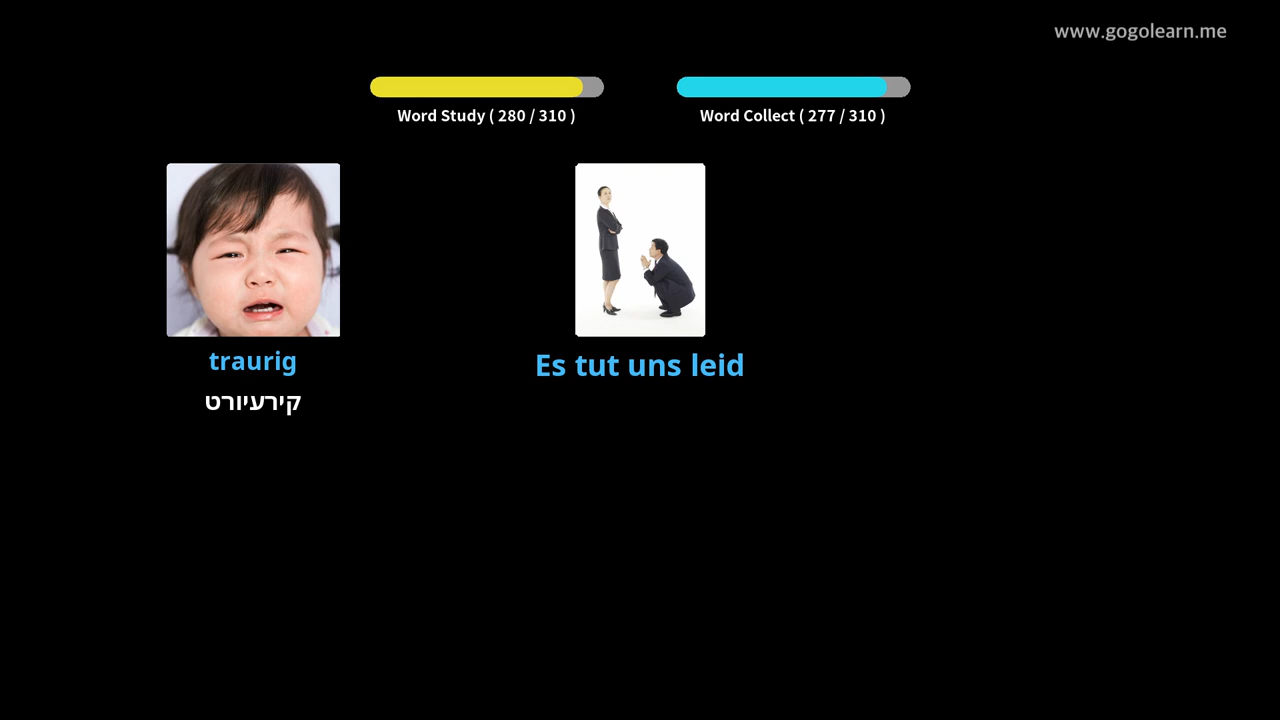 www.gogolearn.me
Word Study ( 280 / 310 )
Word Collect ( 277 / 310 )
traurig
קירעיורט
Es tut uns leid